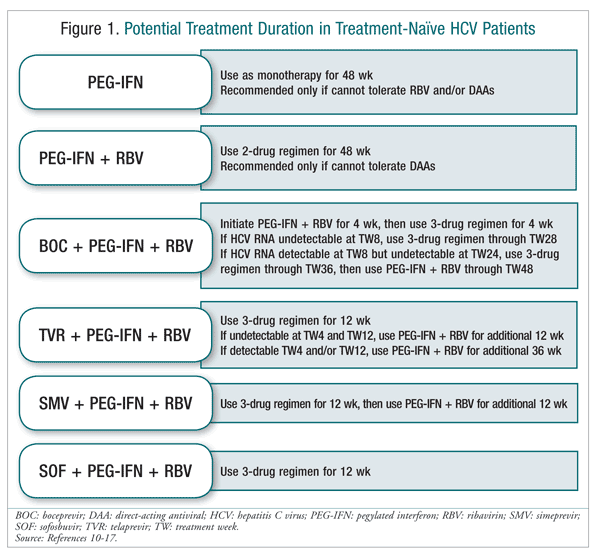 Figure 1. Potential Treatment Duration in Treatment-Naïve HCV Patients
PEG-IFN
Use as monotherapy for 48 wk
Recommended only if cannot tolerate RBV and/or DAAs
PEG-IFN + RBV
Use 2-drug regimen for 48 wk
Recommended only if cannot tolerate DAAs
BOC + PEG-IFN + RBV
Initiate PEG-IFN + RBV for 4 wk, then use 3-drug regimen for 4 wk
If HCV RNA undetectable at TW8, use 3-drug regimen through TW28
If HCV RNA detectable at TW8 but undetectable at TW24, use 3-drug
regimen through TW36, then use PEG-IFN + RBV through TW48
TVR + PEG-IFN + RBV
Use 3-drug regimen for 12 wk
If undetectable at TW4 and TW12, use PEG-IFN + RBV for additional 12 wk
If detectable TW4 and/or TW12, use PEG-IFN + RBV for additional 36 wk
SMV + PEG-IFN + RBV
Use 3-drug regimen for 12 wk, then use PEG-IFN + RBV for additional 12 wk
SOF + PEG-IFN + RBV
Use 3-drug regimen for 12 wk
BOC: boceprevir; DAA: direct-acting antiviral; HCV: hepatitis C virus; PEG-IFN: pegylated interferon; RBV: ribavirin; SMV: simeprevir;
SOF: sofosbuvir; TVR: telaprevir; TW: treatment week.
Source: References 10-17.